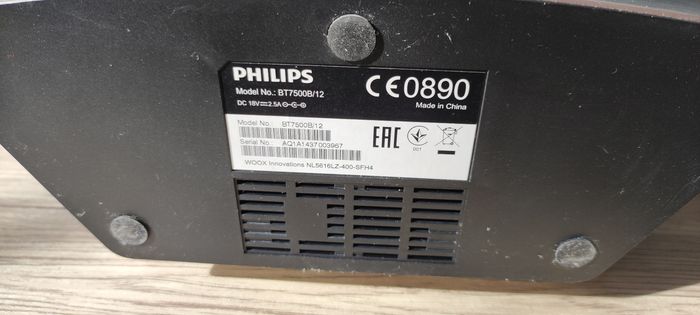 PHILIPS
Model No.: BT7500B/12
DC 18V⎓2.5A
CE0890
Made in China
Model No.: BT7500B/12
Serial No.: AQ1A1437003967
EAC
001
WOOX Innovations NL5616LZ-400-SFH4